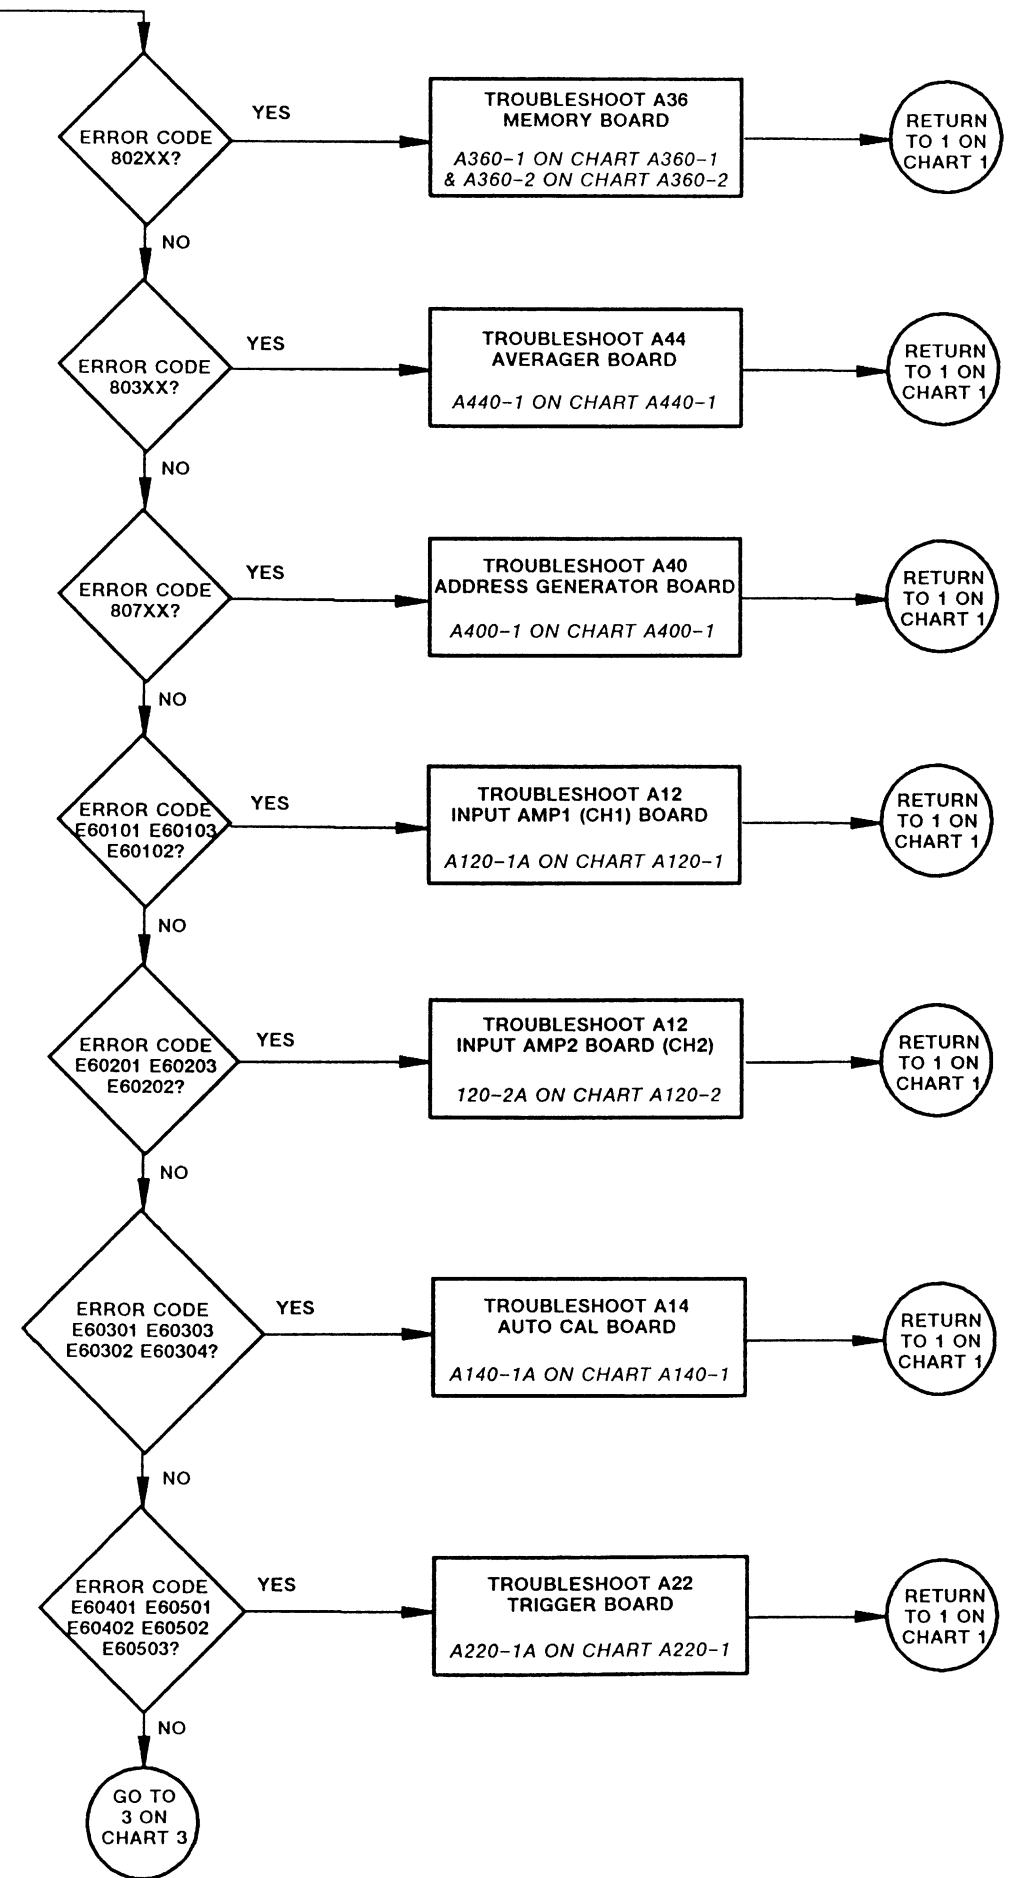 ERROR CODE
802XX?
YES
TROUBLESHOOT A36
MEMORY BOARD
A360-1 ON CHART A360-1
& A360-2 ON CHART A360-2
RETURN
TO 1 ON
CHART 1
NO
ERROR CODE
803XX?
YES
TROUBLESHOOT A44
AVERAGER BOARD
A440-1 ON CHART A440-1
RETURN
TO 1 ON
CHART 1
NO
ERROR CODE
807XX?
YES
TROUBLESHOOT A40
ADDRESS GENERATOR BOARD
A400-1 ON CHART A400-1
RETURN
TO 1 ON
CHART 1
NO
ERROR CODE
E60101 E60103
E60102?
YES
TROUBLESHOOT A12
INPUT AMP1 (CH1) BOARD
A120-1A ON CHART A120-1
RETURN
TO 1 ON
CHART 1
NO
ERROR CODE
E60201 E60203
E60202?
YES
TROUBLESHOOT A12
INPUT AMP2 BOARD (CH2)
120-2A ON CHART A120-2
RETURN
TO 1 ON
CHART 1
NO
ERROR CODE
E60301 E60303
E60302 E60304?
YES
TROUBLESHOOT A14
AUTO CAL BOARD
A140-1A ON CHART A140-1
RETURN
TO 1 ON
CHART 1
NO
ERROR CODE
E60401 E60501
E60402 E60502
E60503?
YES
TROUBLESHOOT A22
TRIGGER BOARD
A220-1A ON CHART A220-1
RETURN
TO 1 ON
CHART 1
NO
GO TO
3 ON
CHART 3